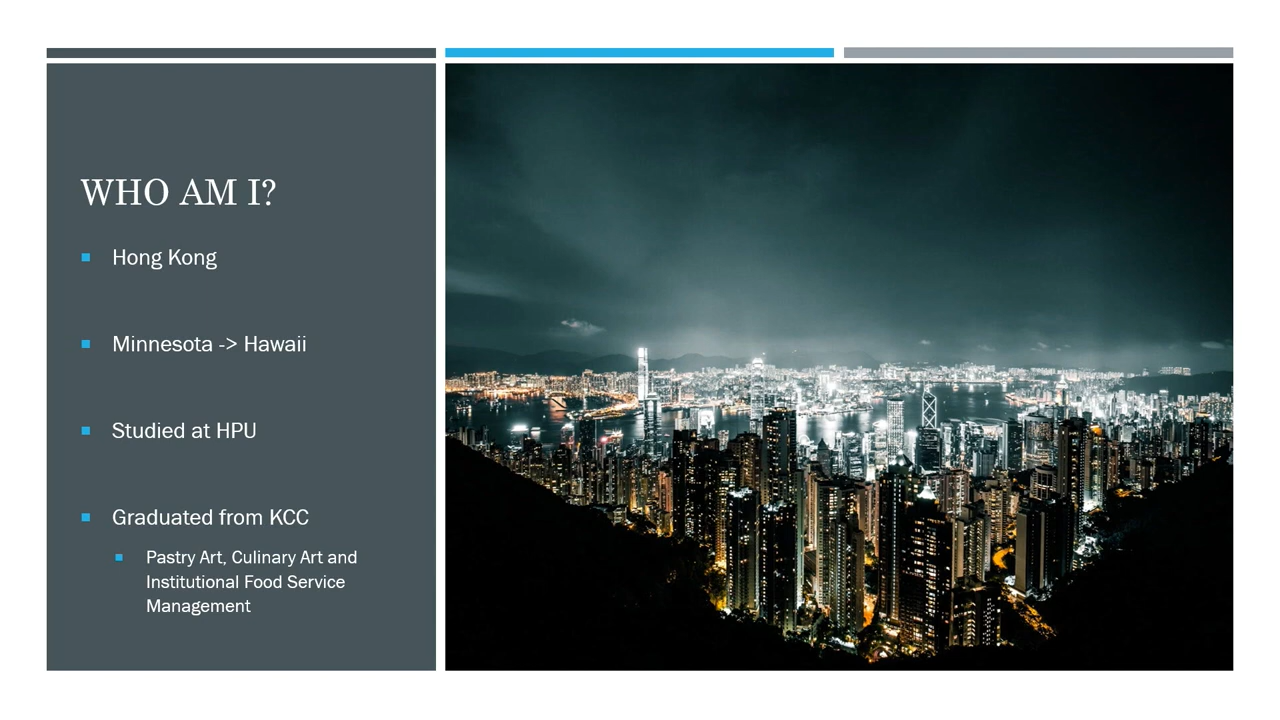 WHO AM I?
Hong Kong
Minnesota -> Hawaii
Studied at HPU
Graduated from KCC
Pastry Art, Culinary Art and
Institutional Food Service
Management